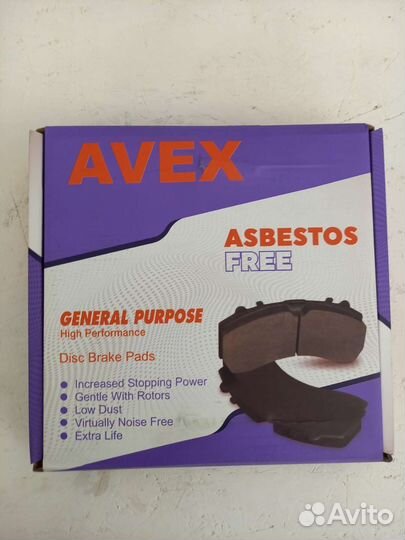 AVEX
ASBESTOS
FREE
GENERAL PURPOSE
High Performance
Disc Brake Pads
Increased Stopping Power
Gentle With Rotors
Low Dust
Virtually Noise Free
Extra Life
Avito